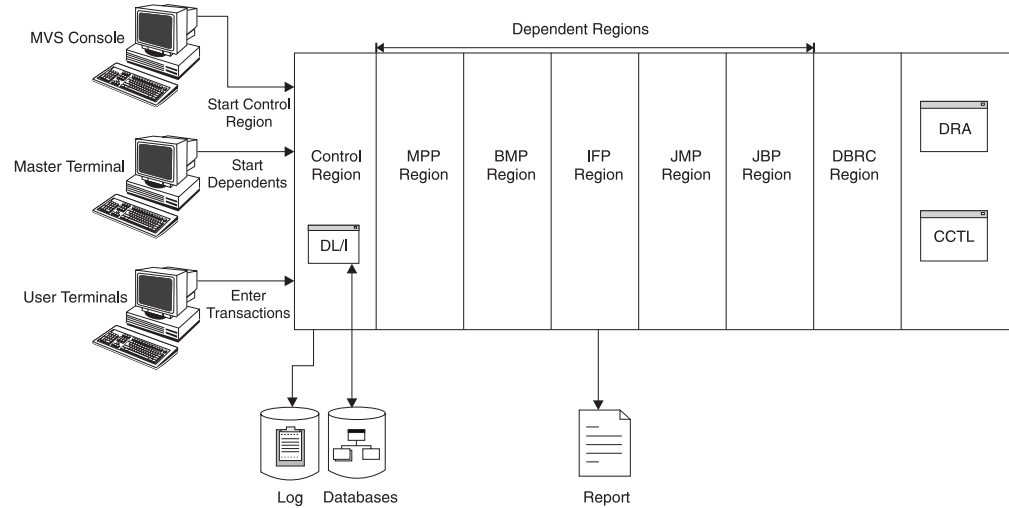 MVS Console
Dependent Regions
Start Control
Region
Master Terminal
Start
Dependents
User Terminals
Enter
Transactions
Control
Region
DL/I
MPP
Region
BMP
Region
IFP
Region
JMP
Region
JBP
Region
DBRC
Region
DRA
CCTL
Log
Databases
Report